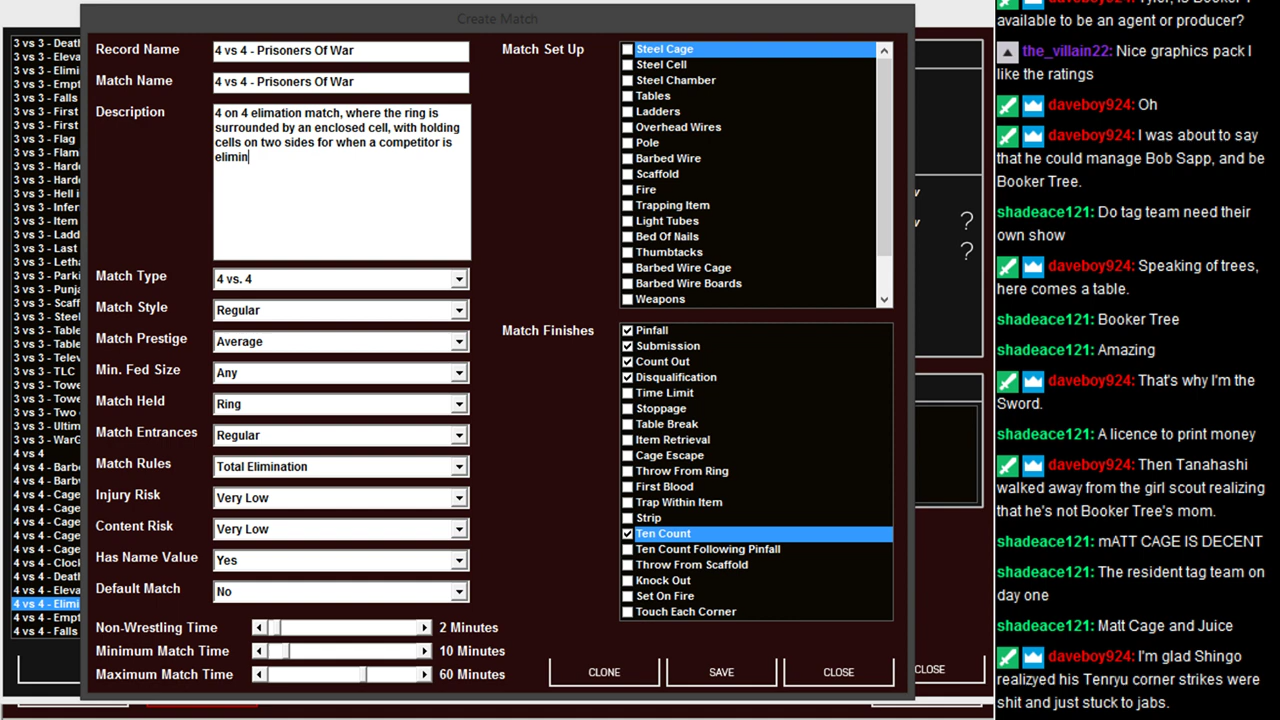 Create Match
3 vs 3 - Death
3 vs 3 - Eleva
3 vs 3 - Elimi
3 vs 3 - Empt
3 vs 3 - Falls
3 vs 3 - First
3 vs 3 - First
3 vs 3 - Flag
3 vs 3 - Flam
3 vs 3 - Hard
3 vs 3 - Hard
3 vs 3 - Hell i
3 vs 3 - Infer
3 vs 3 - Item
3 vs 3 - Ladd
3 vs 3 - Last
3 vs 3 - Letha
3 vs 3 - Parki
3 vs 3 - Punja
3 vs 3 - Scaff
3 vs 3 - Steel
3 vs 3 - Table
3 vs 3 - Table
3 vs 3 - Telev
3 vs 3 - TLC
3 vs 3 - Towe
3 vs 3 - Towe
3 vs 3 - Two
3 vs 3 - Ultim
3 vs 3 - WarG
4 vs 4
4 vs 4 - Barb
4 vs 4 - Barb
4 vs 4 - Cage
4 vs 4 - Cage
4 vs 4 - Cage
4 vs 4 - Cage
4 vs 4 - Clock
4 vs 4 - Death
4 vs 4 - Eleva
4 vs 4 - Elimi
4 vs 4 - Empt
4 vs 4 - Falls
Record Name
4 vs 4 - Prisoners Of War
Match Name
4 vs 4 - Prisoners Of War
Description
4 on 4 elimation match, where the ring is
surrounded by an enclosed cell, with holding
cells on two sides for when a competitor is
elimin
Match Type
4 vs. 4
Match Style
Regular
Match Prestige
Average
Min. Fed Size
Any
Match Held
Ring
Match Entrances
Regular
Match Rules
Total Elimination
Injury Risk
Very Low
Content Risk
Very Low
Has Name Value
Yes
Default Match
No
Non-Wrestling Time
2 Minutes
Minimum Match Time
10 Minutes
Maximum Match Time
60 Minutes
Match Set Up
Steel Cage
Steel Cell
Steel Chamber
Tables
Ladders
Overhead Wires
Pole
Barbed Wire
Scaffold
Fire
Trapping Item
Light Tubes
Bed Of Nails
Thumbtacks
Barbed Wire Cage
Barbed Wire Boards
Weapons
Match Finishes
Pinfall
Submission
Count Out
Disqualification
Time Limit
Stoppage
Table Break
Item Retrieval
Cage Escape
Throw From Ring
First Blood
Trap Within Item
Strip
Ten Count
Ten Count Following Pinfall
Throw From Scaffold
Knock Out
Set On Fire
Touch Each Corner
CLONE
SAVE
CLOSE
CLOSE
?
?
available to be an agent or producer?
the_villain22: Nice graphics pack I
like the ratings
daveboy924: Oh
daveboy924: I was about to say
that he could manage Bob Sapp, and be
Booker Tree.
shadeace121: Do tag team need their
own show
daveboy924: Speaking of trees,
here comes a table.
shadeace121: Booker Tree
shadeace121: Amazing
daveboy924: That's why I'm the
Sword.
shadeace121: A licence to print money
daveboy924: Then Tanahashi
walked away from the girl scout realizing
that he's not Booker Tree's mom.
shadeace121: mATT CAGE IS DECENT
shadeace121: The resident tag team on
day one
shadeace121: Matt Cage and Juice
daveboy924: I'm glad Shingo
realizyed his Tenryu corner strikes were
shit and just stuck to jabs.